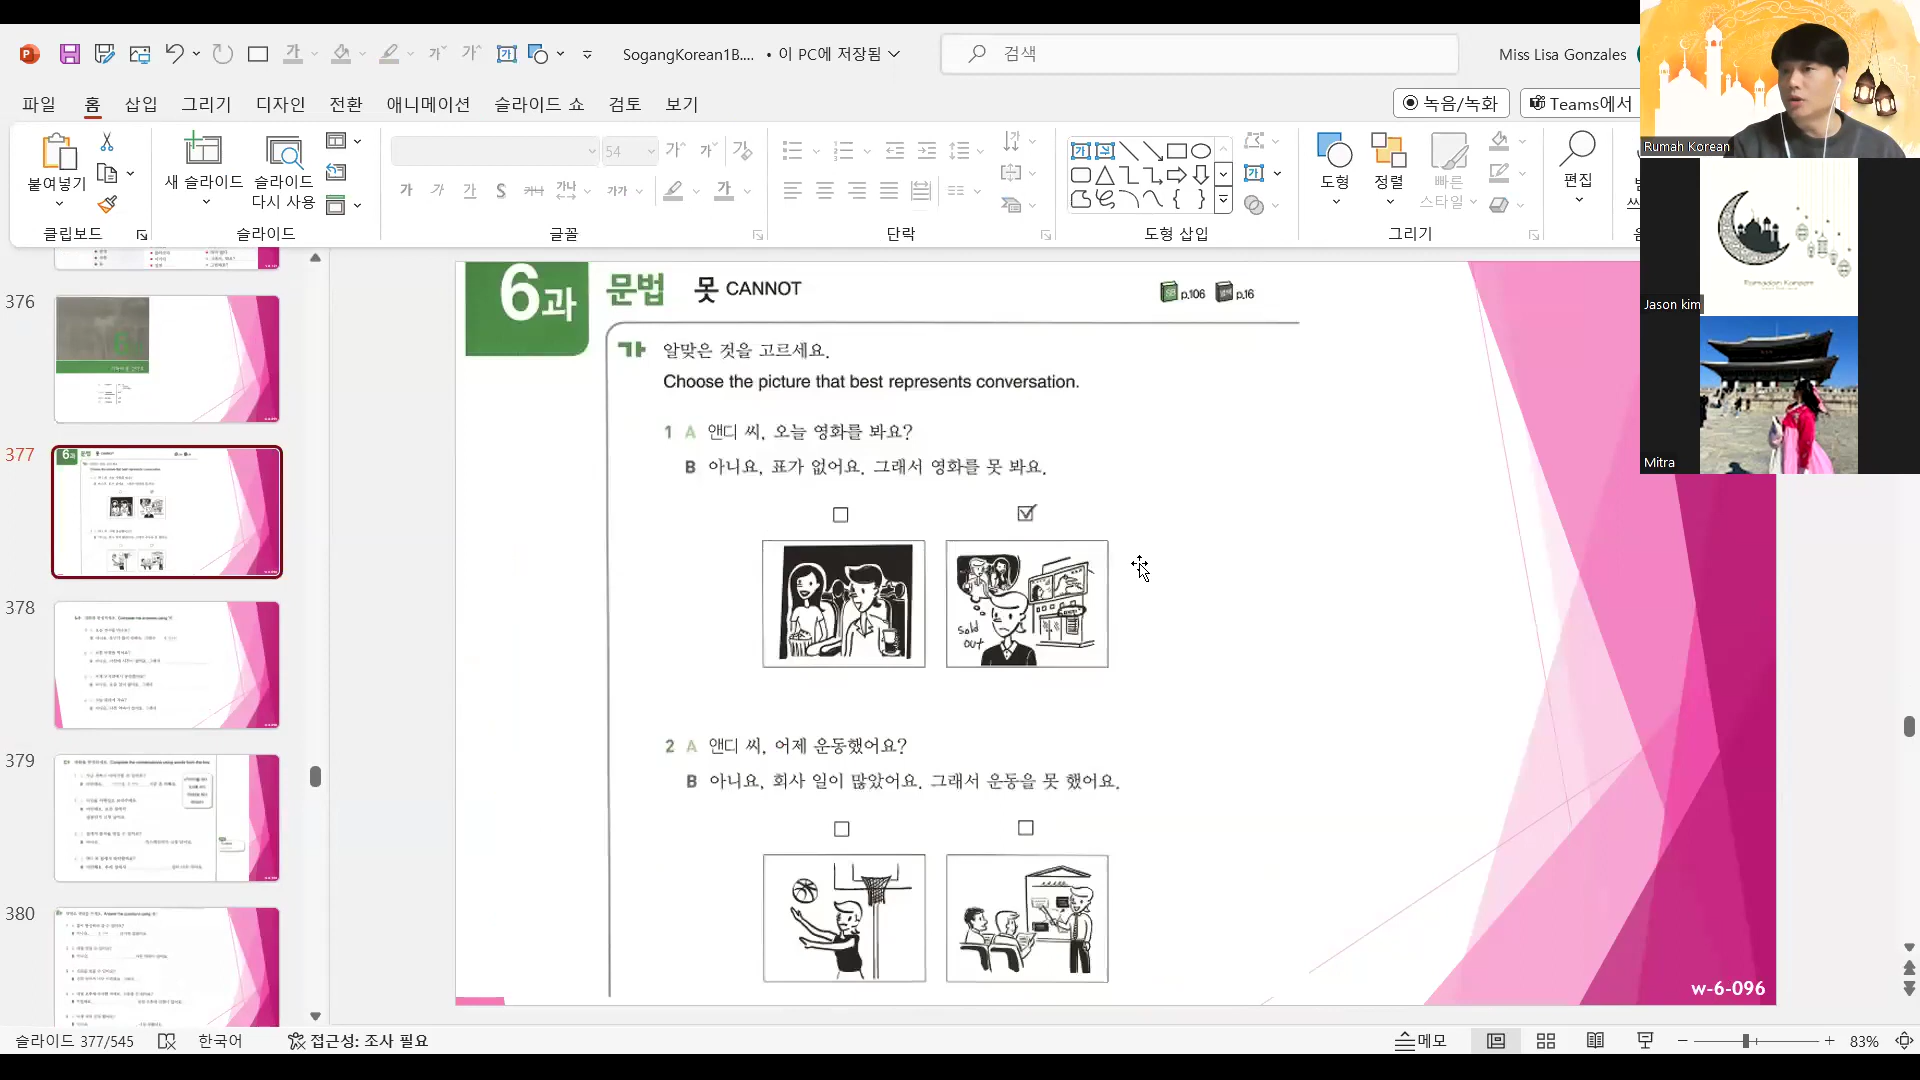 SogangKorean1B.... • 이 PC에 저장됨
검색
Miss Lisa Gonzales
파일 홈 삽입 그리기 디자인 전환 애니메이션 슬라이드 쇼 검토 보기
녹음/녹화
Teams에서
붙여넣기
새 슬라이드
슬라이드 다시 사용
54
도형
정렬
빠른 스타일
편집
클립보드
슬라이드
글꼴
단락
도형 삽입
그리기
Rumah Korean
Jason kim
Mitra
376
377
378
379
380
6과 문법 못 CANNOT
SB p.106 p.16
가 알맞은 것을 고르세요.
Choose the picture that best represents conversation.
1 A 앤디 씨, 오늘 영화를 봐요?
B 아니요, 표가 없어요. 그래서 영화를 못 봐요.
sold out
2 A 앤디 씨, 어제 운동했어요?
B 아니요, 회사 일이 많았어요. 그래서 운동을 못 했어요.
w-6-096
슬라이드 377/545
한국어
접근성: 조사 필요
메모
83%